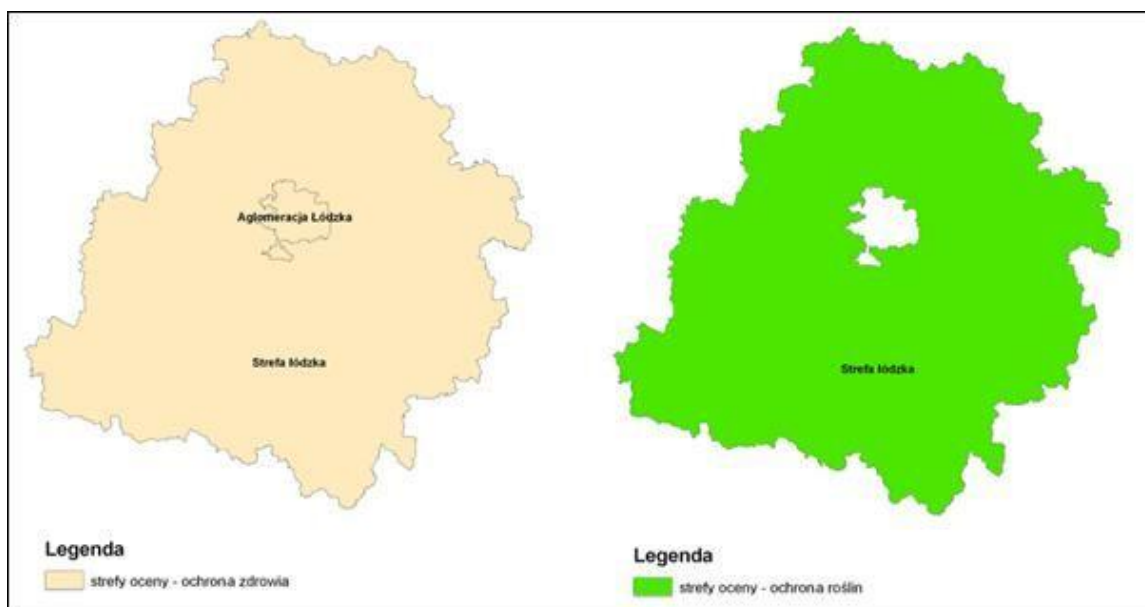 Aglomeracja Łódzka
Strefa łódzka
Legenda
strefy oceny - ochrona zdrowia
Strefa łódzka
Legenda
strefy oceny - ochrona roślin